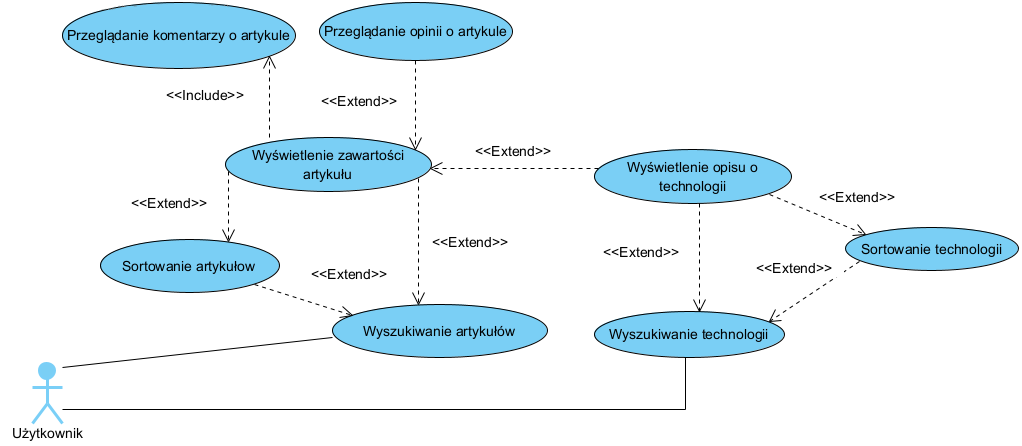 Przeglądanie komentarzy o artykule
Przeglądanie opinii o artykule
<<Include>>
<<Extend>>
Wyświetlenie zawartości
artykułu
<<Extend>>
Wyświetlenie opisu o
technologii
<<Extend>>
<<Extend>>
<<Extend>>
<<Extend>>
Sortowanie technologii
Sortowanie artykułow
<<Extend>>
<<Extend>>
Wyszukiwanie artykułów
Wyszukiwanie technologii
Użytkownik